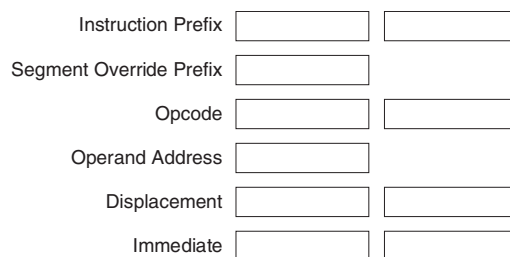 Instruction Prefix
Segment Override Prefix
Opcode
Operand Address
Displacement
Immediate